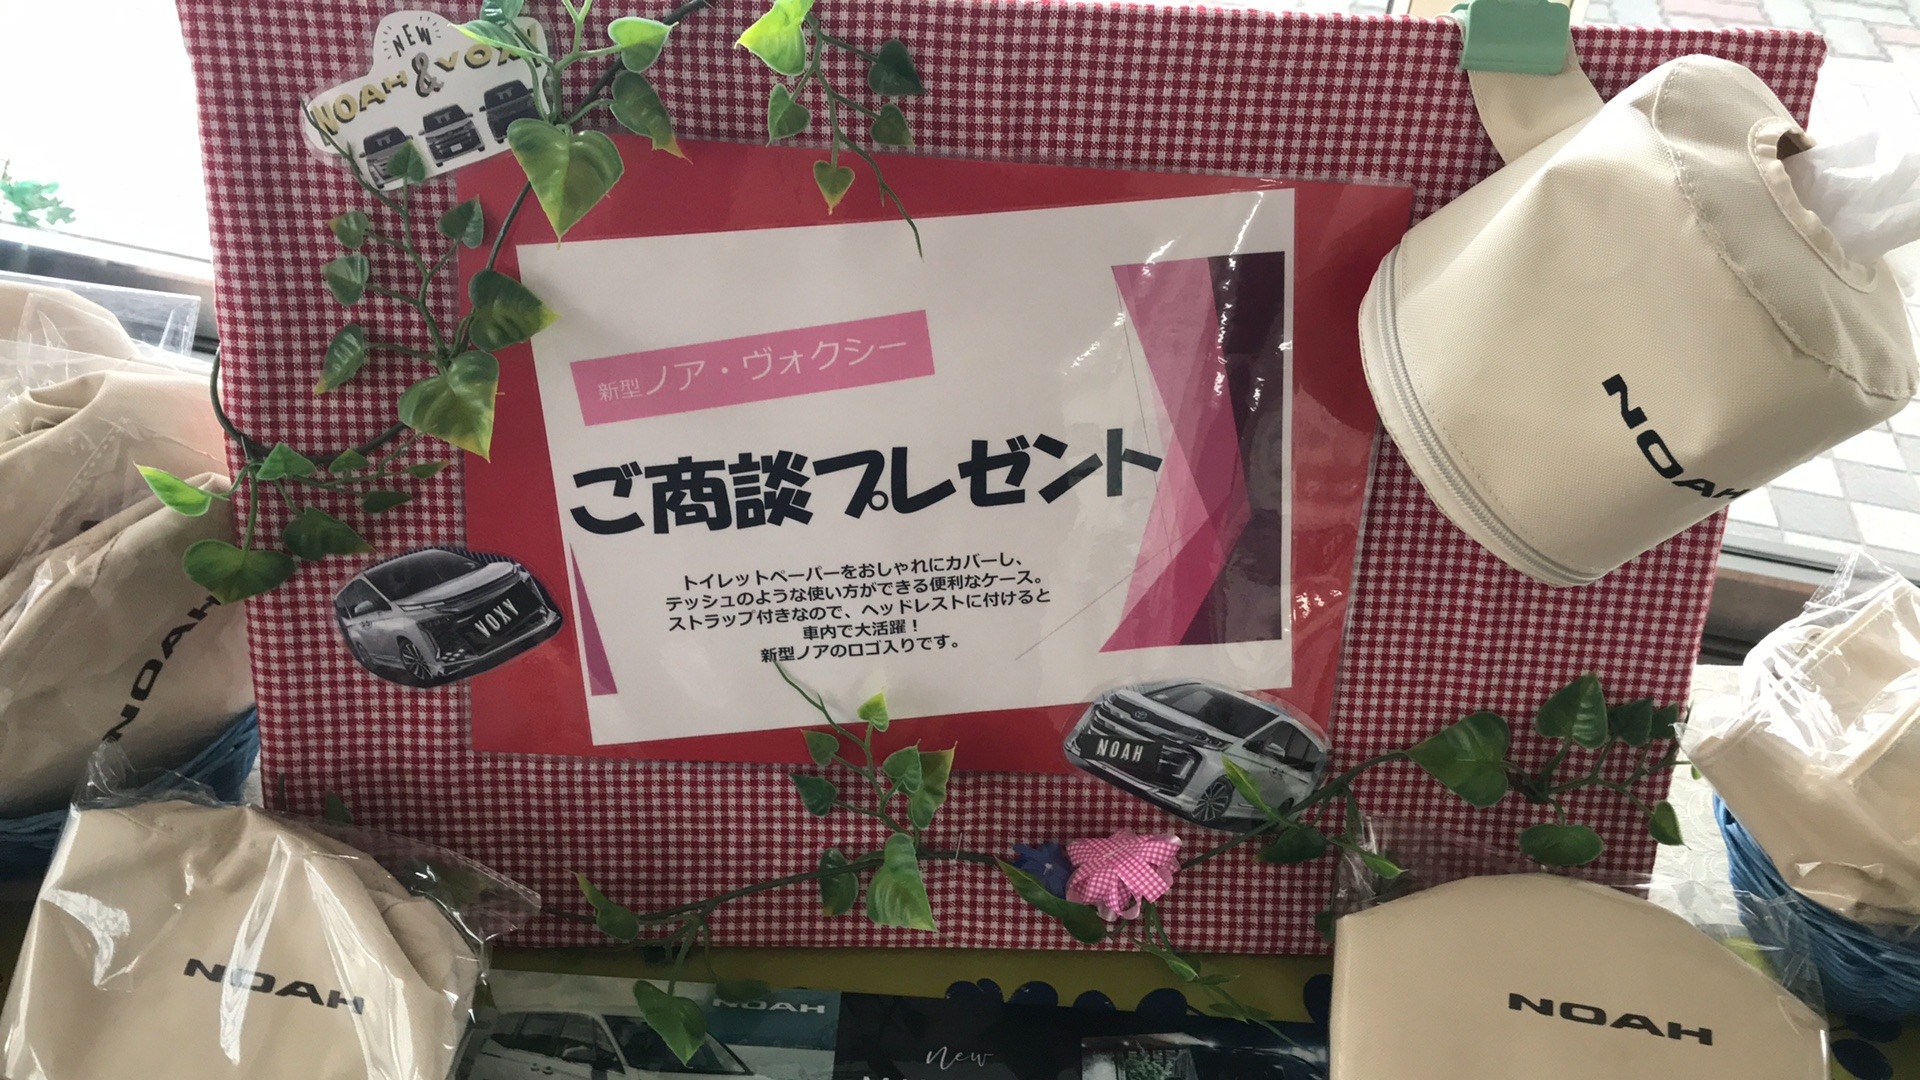 NEW
NOAH & VOXY
新型ノア・ヴォクシー
ご商談プレゼント
トイレットペーパーをおしゃれにカバーし、
テッシュのような使い方ができる便利なケース。
ストラップ付きなので、ヘッドレストに付けると
車内で大活躍！
新型ノアのロゴ入りです。
VOXY
NOAH
NOAH
NOAH
NOAH
NOAH
NOAH
New